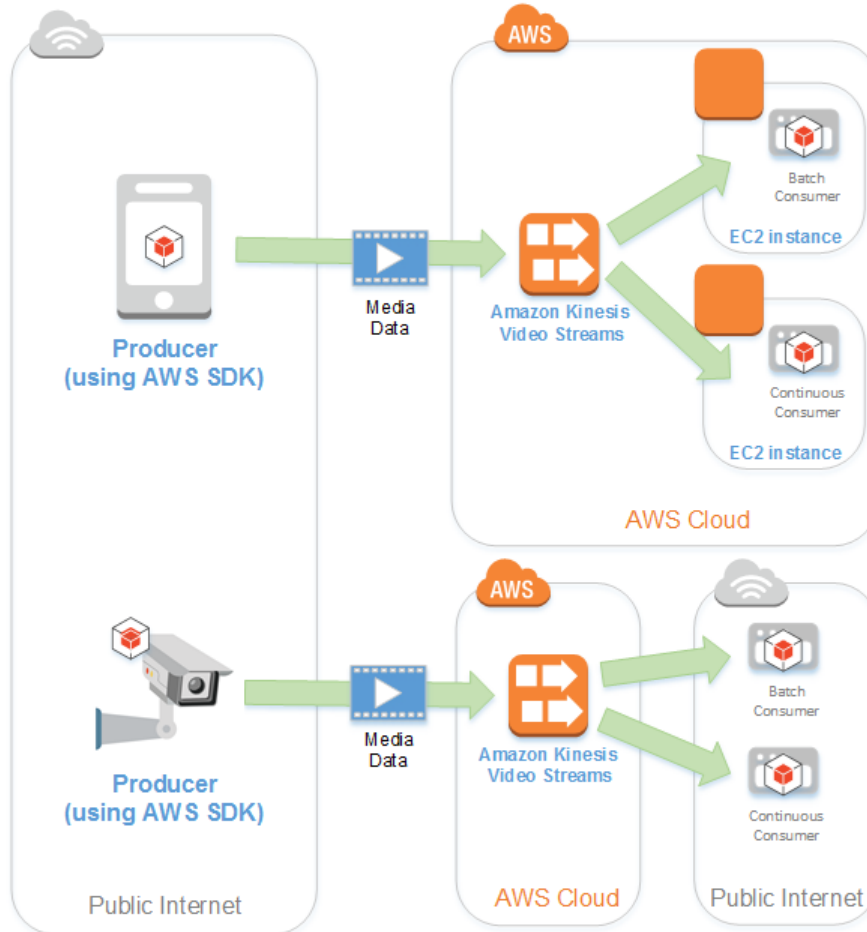 AWS
Producer
(using AWS SDK)
Media
Data
Amazon Kinesis
Video Streams
Batch
Consumer
EC2 instance
Continuous
Consumer
EC2 instance
AWS Cloud
Producer
(using AWS SDK)
Public Internet
Media
Data
AWS
Amazon Kinesis
Video Streams
AWS Cloud
Batch
Consumer
Continuous
Consumer
Public Internet